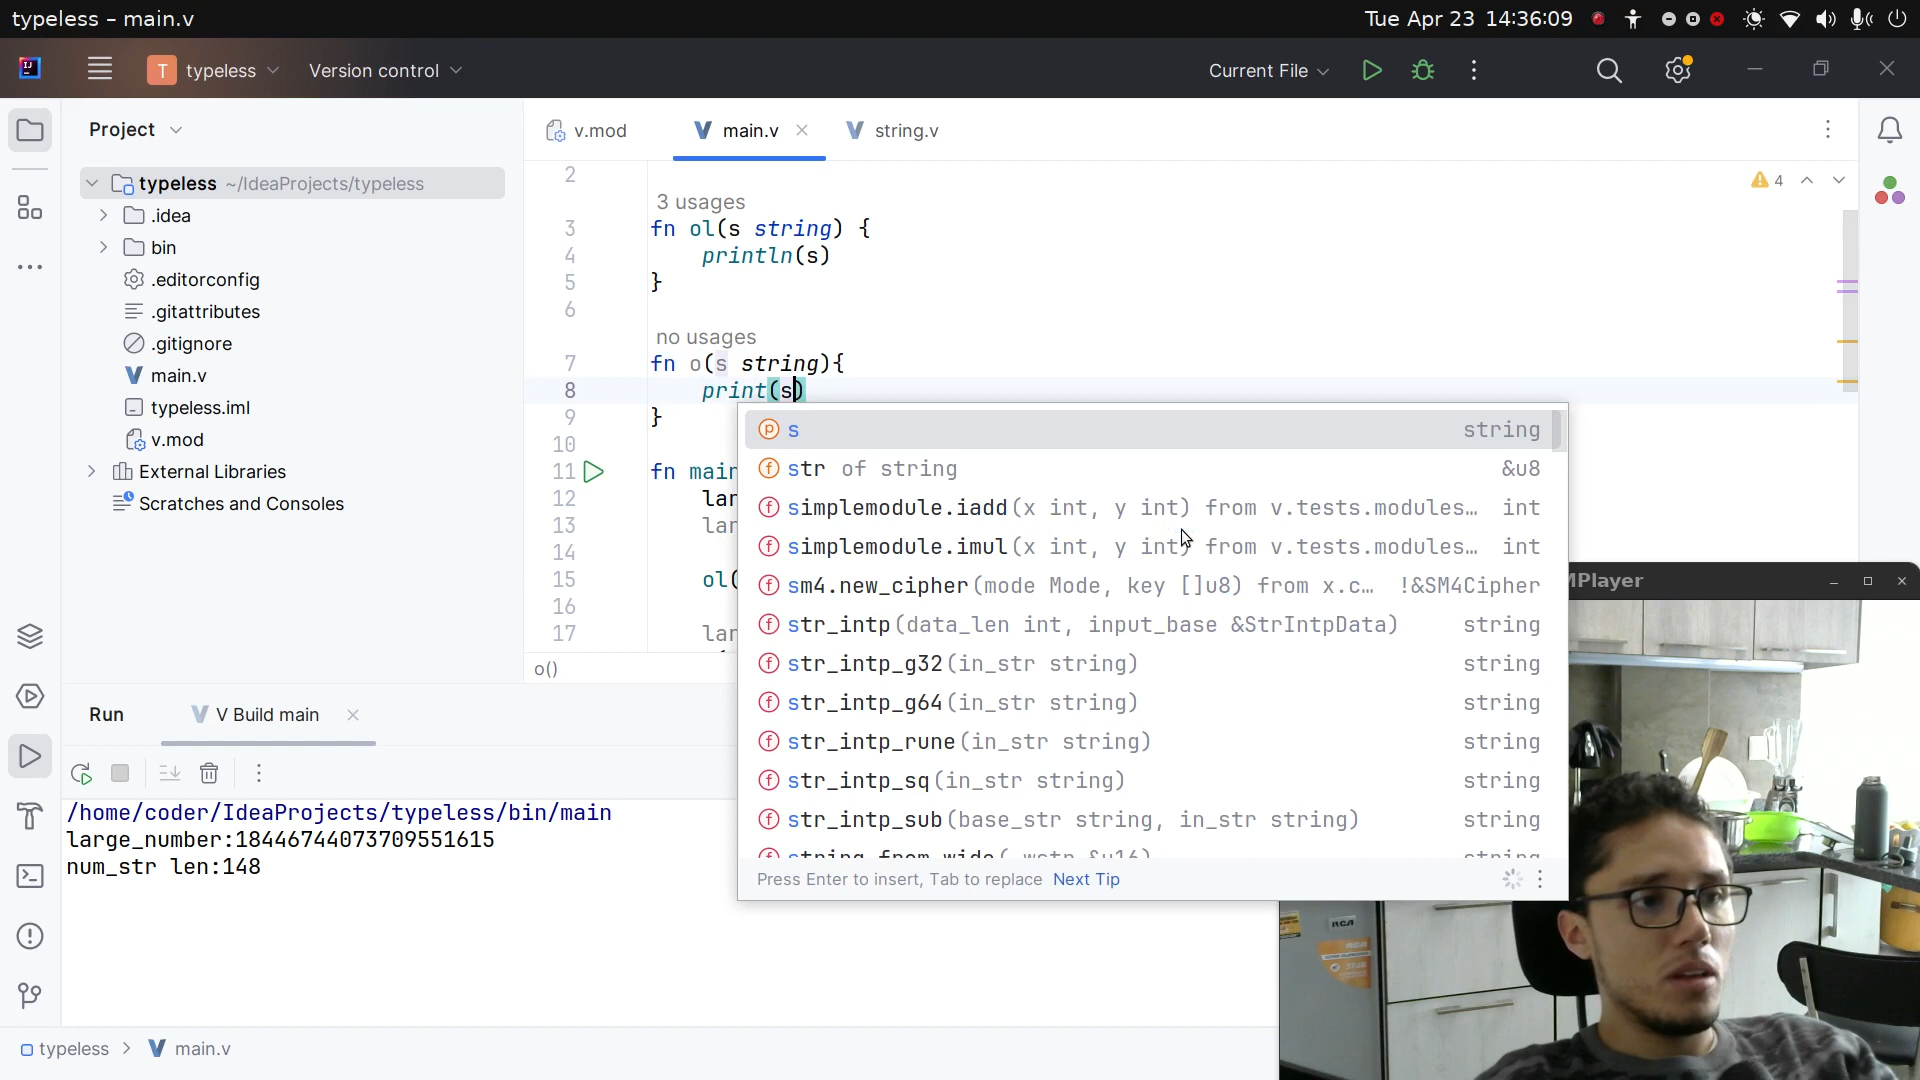 typeless – main.v
Tue Apr 23 14:36:09
T typeless
Version control
Current File
Project
v.mod
main.v
string.v
typeless ~/IdeaProjects/typeless
.idea
bin
.editorconfig
.gitattributes
.gitignore
main.v
typeless.iml
v.mod
External Libraries
Scratches and Consoles
4
2
3 usages
3 fn ol(s string) {
4 println(s)
5 }
6
no usages
7 fn o(s string){
8 print(s)
9 }
10
11 fn main
12 lar
13 lar
14
15 ol(
16
17 lar
o()
s string
str of string &u8
simplemodule.iadd(x int, y int) from v.tests.modules… int
simplemodule.imul(x int, y int) from v.tests.modules… int
sm4.new_cipher(mode Mode, key []u8) from x.c… !&SM4Cipher
str_intp(data_len int, input_base &StrIntpData) string
str_intp_g32(in_str string) string
str_intp_g64(in_str string) string
str_intp_rune(in_str string) string
str_intp_sq(in_str string) string
str_intp_sub(base_str string, in_str string) string
string_from_wide(_wstr &u16) string
Press Enter to insert, Tab to replace Next Tip
MPlayer
RCA
RCA
Run
V Build main
/home/coder/IdeaProjects/typeless/bin/main
large_number:18446744073709551615
num_str len:148
typeless > main.v